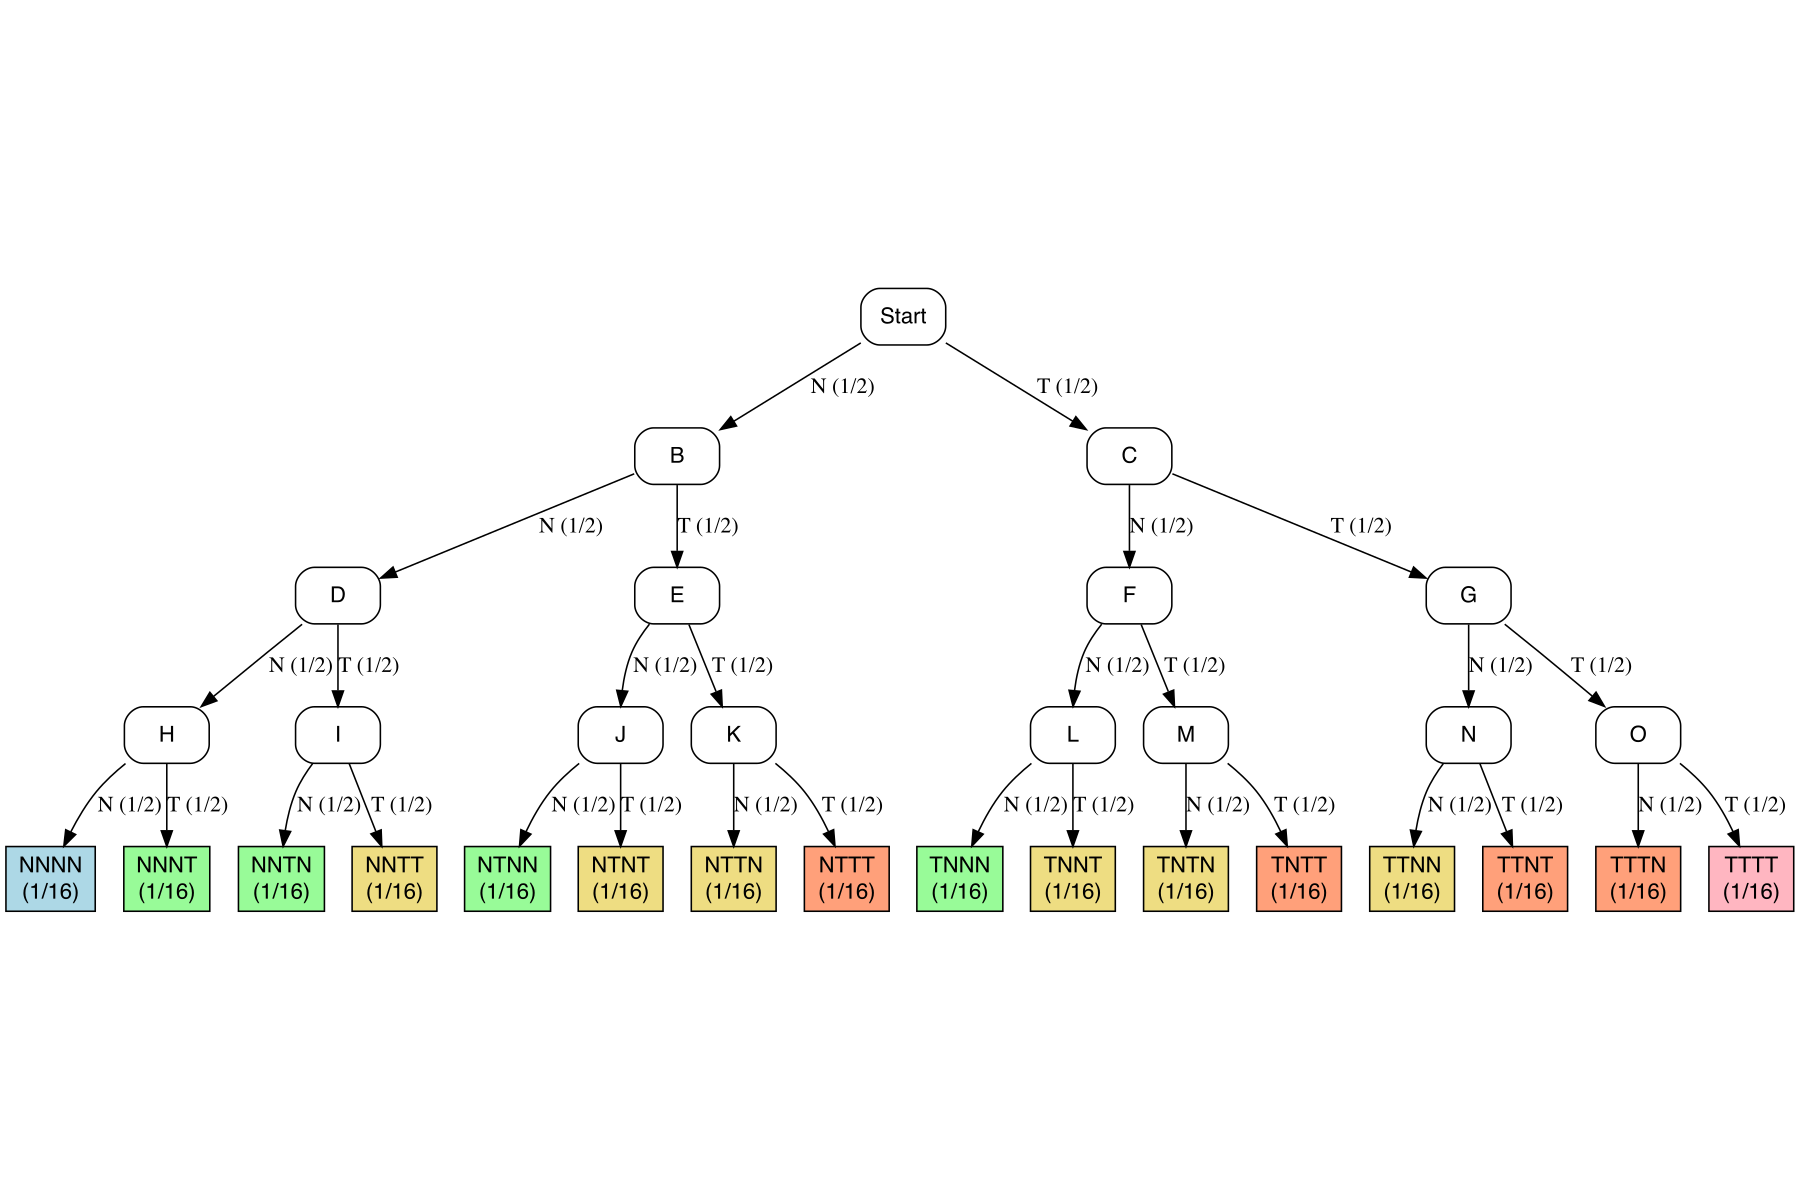 Start
N (1/2)
T (1/2)
B
C
N (1/2)
T (1/2)
N (1/2)
T (1/2)
D
E
F
G
N (1/2)
T (1/2)
N (1/2)
T (1/2)
N (1/2)
T (1/2)
N (1/2)
T (1/2)
H
I
J
K
L
M
N
O
N (1/2)
T (1/2)
N (1/2)
T (1/2)
N (1/2)
T (1/2)
N (1/2)
T (1/2)
N (1/2)
T (1/2)
N (1/2)
T (1/2)
N (1/2)
T (1/2)
N (1/2)
T (1/2)
NNNN
(1/16)
NNNT
(1/16)
NNTN
(1/16)
NNTT
(1/16)
NTNN
(1/16)
NTNT
(1/16)
NTTN
(1/16)
NTTT
(1/16)
TNNN
(1/16)
TNNT
(1/16)
TNTN
(1/16)
TNTT
(1/16)
TTNN
(1/16)
TTNT
(1/16)
TTTN
(1/16)
TTTT
(1/16)